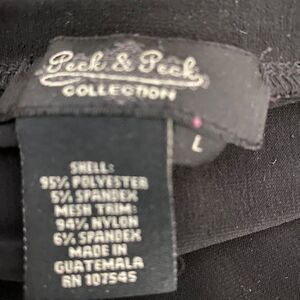 Peck & Peck
COLLECTION
L
SHELL:
95% POLYESTER
5% SPANDEX
MESH TRIM:
94% NYLON
6% SPANDEX
MADE IN
GUATEMALA
RN 107545